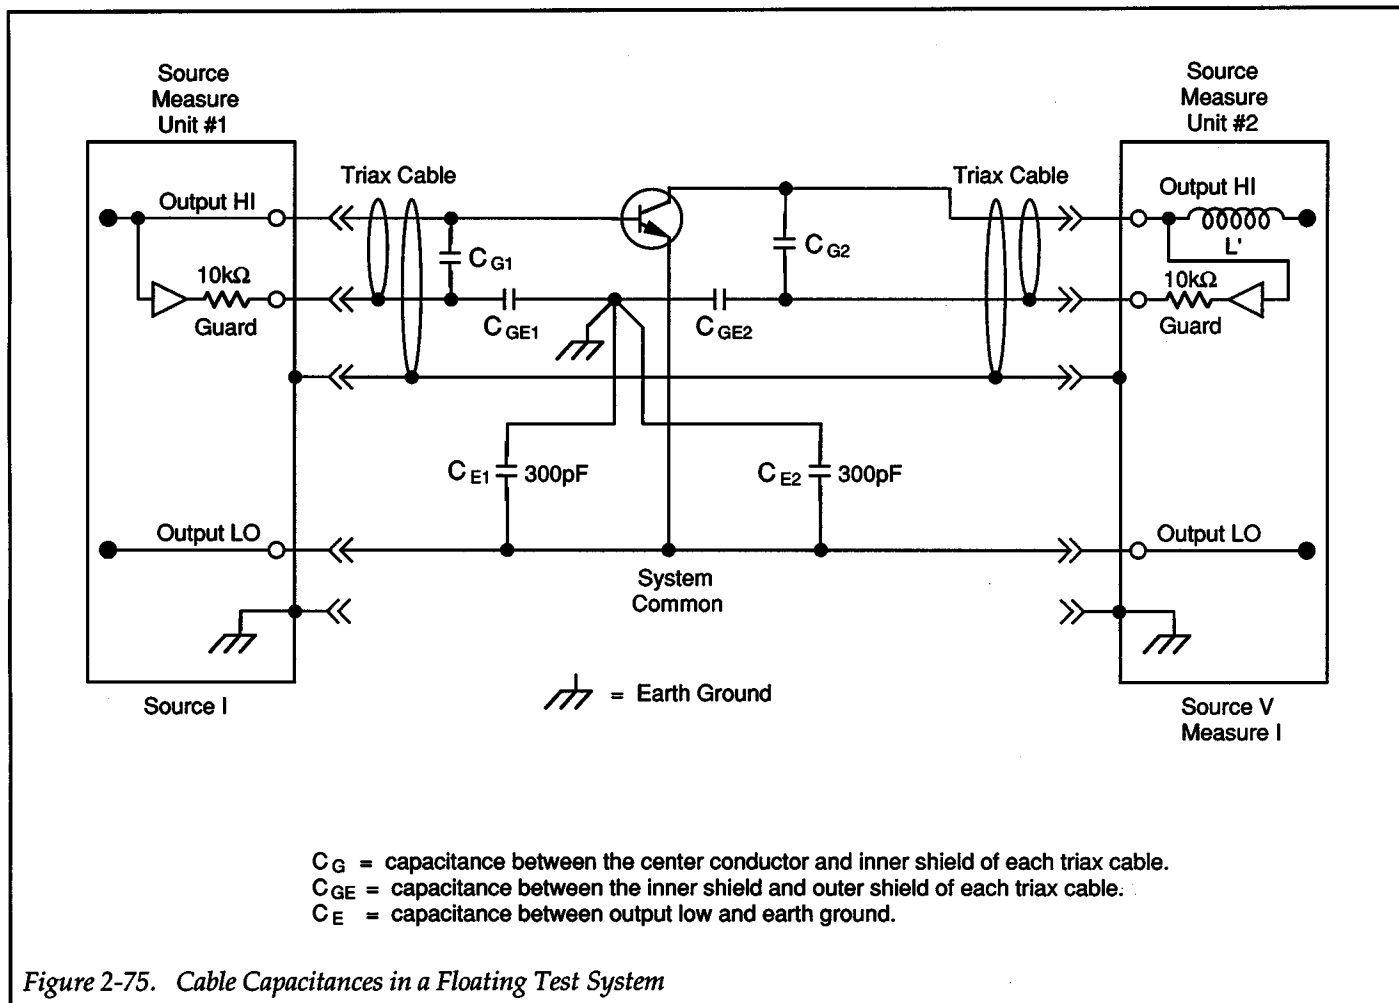 Source
Measure
Unit #1
Source
Measure
Unit #2
Triax Cable
Triax Cable
Output HI
Output HI
L'
C G1
C G2
10kΩ
10kΩ
Guard
Guard
C GE1
C GE2
C E1 300pF
C E2 300pF
Output LO
Output LO
System
Common
Source I
= Earth Ground
Source V
Measure I
C G = capacitance between the center conductor and inner shield of each triax cable.
C GE = capacitance between the inner shield and outer shield of each triax cable.
C E = capacitance between output low and earth ground.
Figure 2-75. Cable Capacitances in a Floating Test System